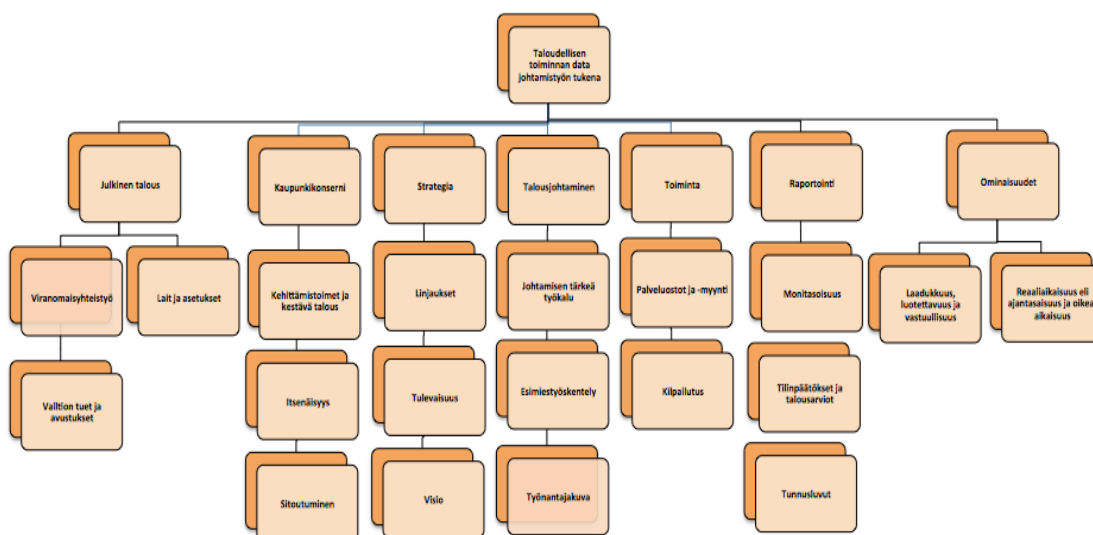 Taloudellisen
toiminnan data
johtamistyön tukena
Julkinen talous
Kaupunkikonserni
Strategia
Talousjohtaminen
Toiminta
Raportointi
Ominaisuudet
Viranomaisyhteistyö
Lait ja asetukset
Kehittämistoimet ja
kestävä talous
Linjaukset
Johtamisen tärkeä
työkalu
Palveluostot ja -myynti
Monitasoisuus
Laadukkuus,
luotettavuus ja
vastuullisuus
Reaaliaikaisuus eli
ajantasaisuus ja oikea
aikaisuus
Valltion tuet ja
avustukset
Itsenäisyys
Tulevaisuus
Esimiestyöskentely
Kilpailutus
Tilinpäätökset ja
talousarviot
Sitoutuminen
Visio
Työnantajakuva
Tunnusluvut